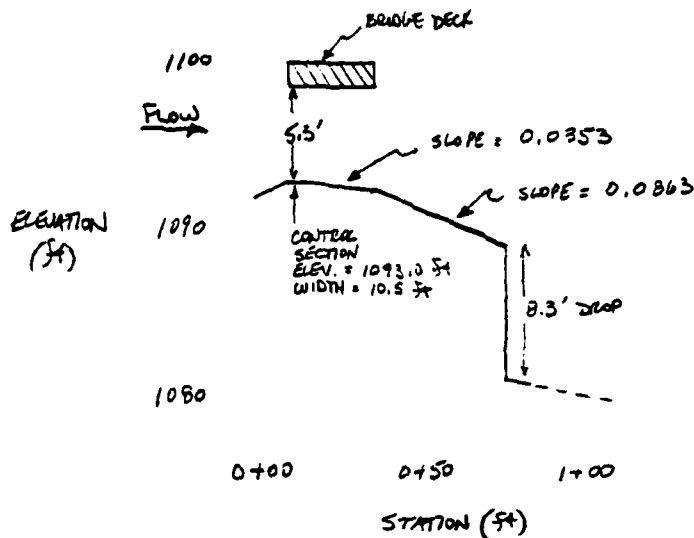 BRIDGE DECK
1100
FLOW
5.3'
SLOPE = 0.0353
SLOPE = 0.0863
ELEVATION
(ft)
1090
CONTROL
SECTION
ELEV. = 1093.0 ft
WIDTH = 10.5 ft
8.3' DROP
1080
0+00
0+50
1+00
STATION (ft)